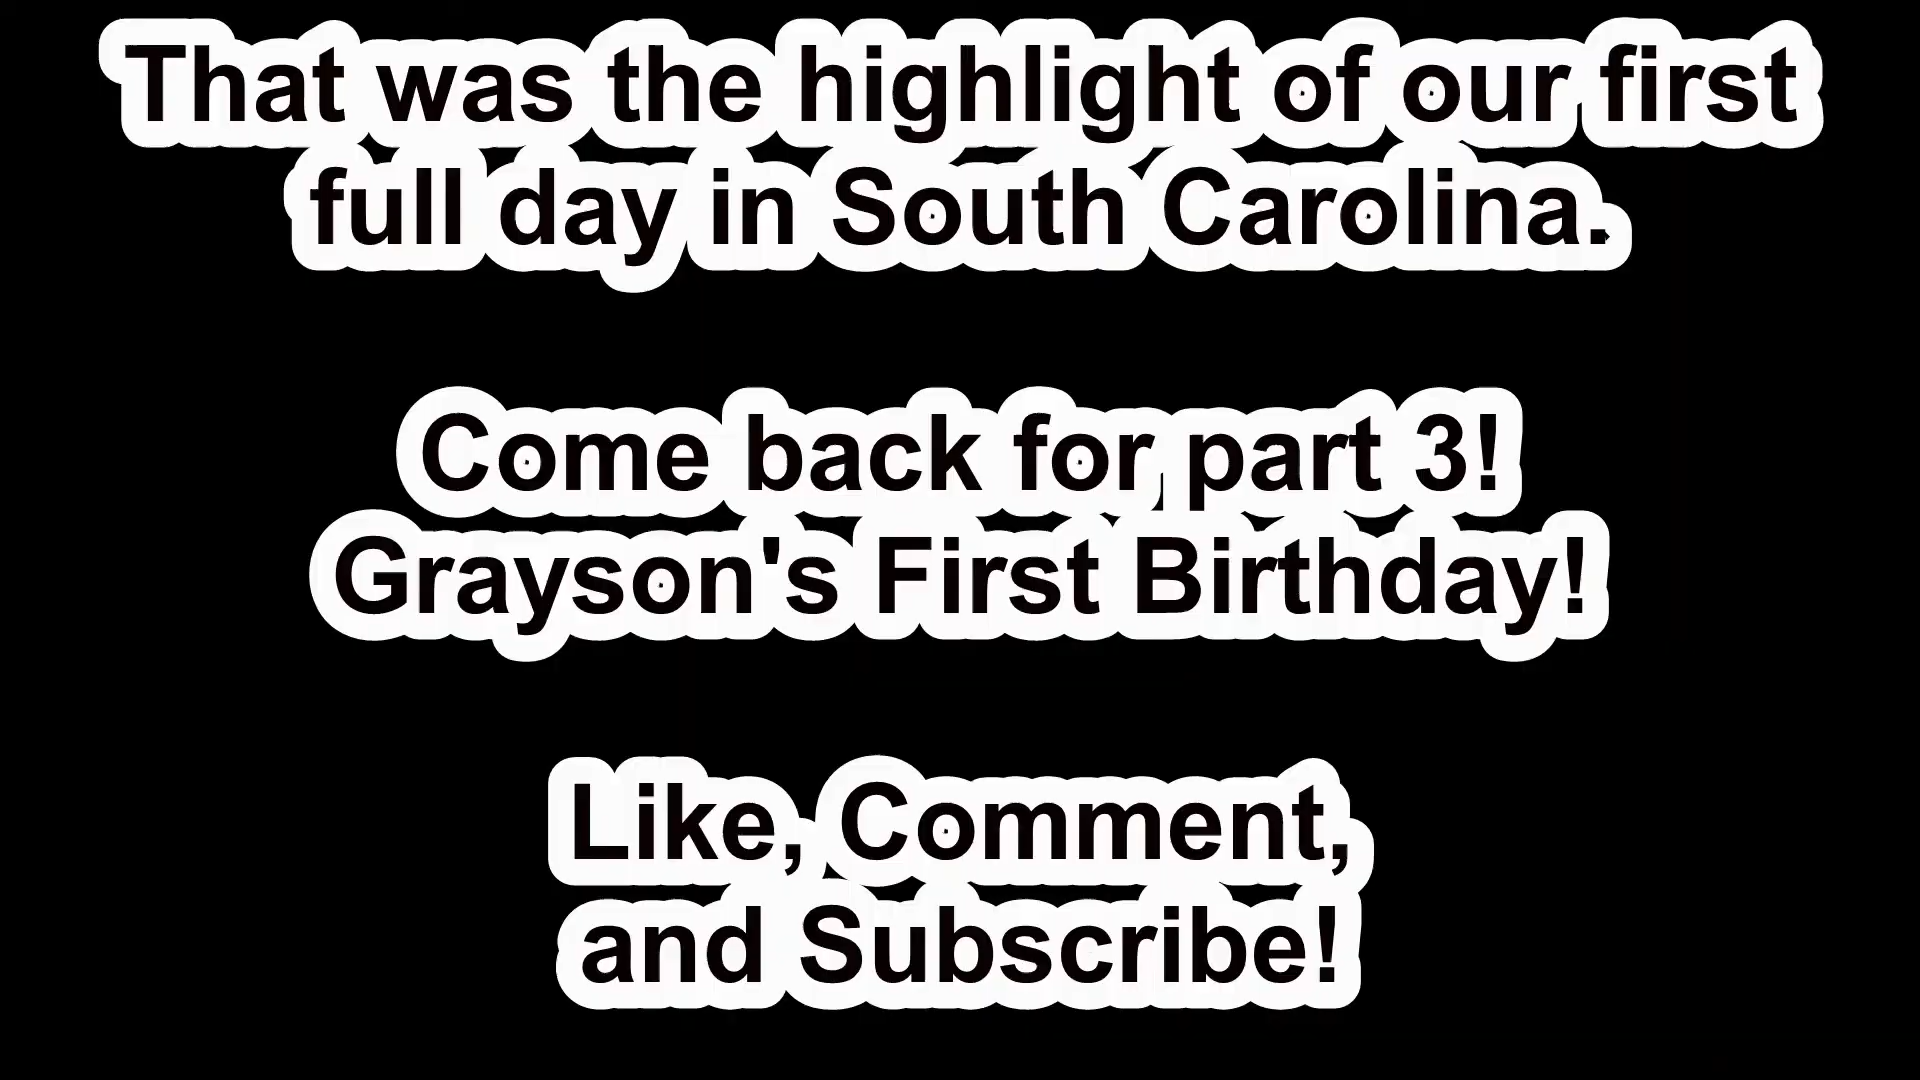 That was the highlight of our first
full day in South Carolina.
Come back for part 3!
Grayson's First Birthday!
Like, Comment,
and Subscribe!